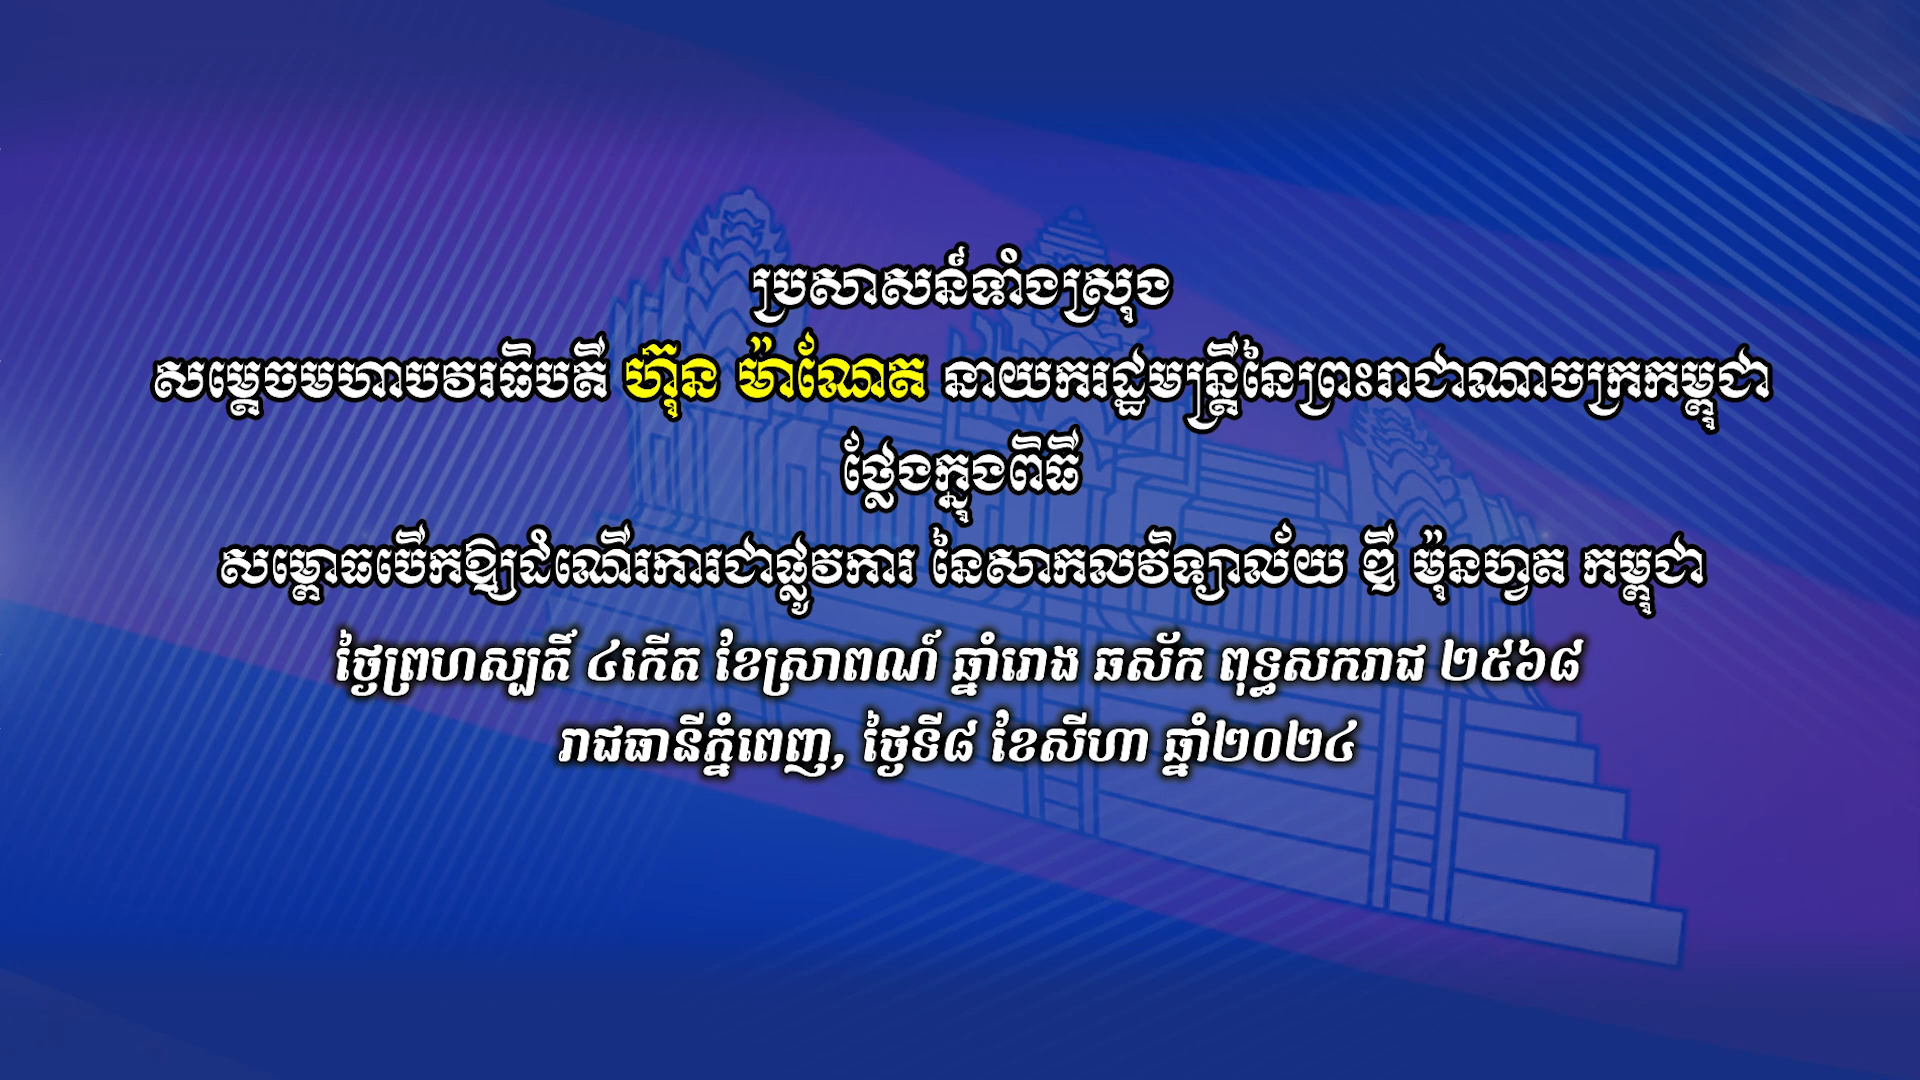 ប្រសាសន៍ទាំងស្រុង
សម្តេចមហាបវរធិបតី ហ៊ុន ម៉ាណែត នាយករដ្ឋមន្ត្រីនៃព្រះរាជាណាចក្រកម្ពុជា
ថ្លែងក្នុងពិធី
សម្ពោធបើកឱ្យដំណើរការជាផ្លូវការ នៃសាកលវិទ្យាល័យ ឌឺ ម៉ុនហ្វត កម្ពុជា
ថ្ងៃព្រហស្បតិ៍ ៤កើត ខែស្រាពណ៍ ឆ្នាំរោង ឆស័ក ពុទ្ធសករាជ ២៥៦៨
រាជធានីភ្នំពេញ, ថ្ងៃទី៨ ខែសីហា ឆ្នាំ២០២៤